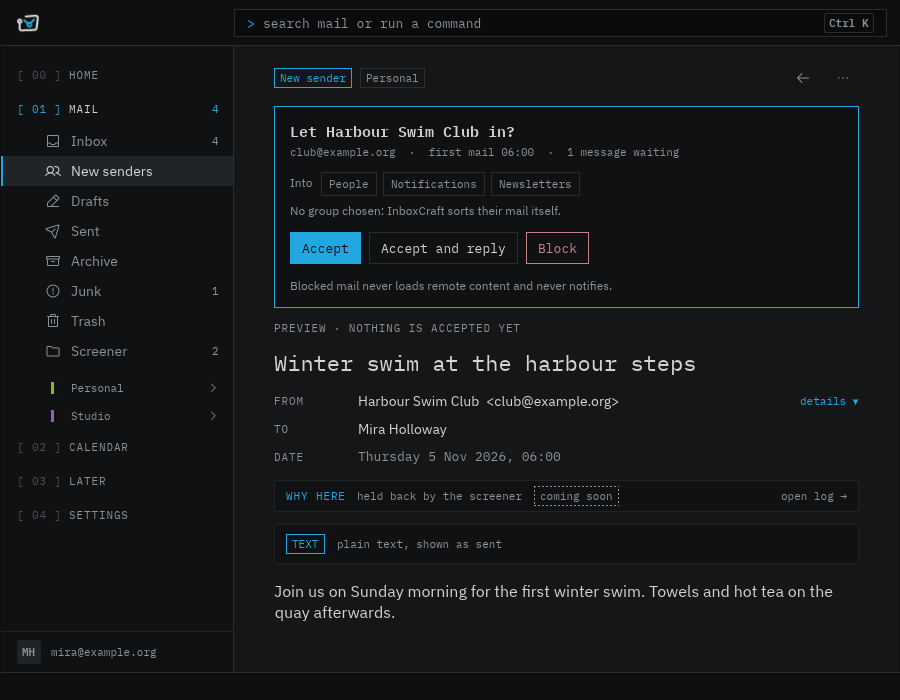 > search mail or run a command Ctrl K
[ 00 ] HOME
[ 01 ] MAIL 4
Inbox 4
New senders
Drafts
Sent
Archive
Junk 1
Trash
Screener 2
Personal
Studio
[ 02 ] CALENDAR
[ 03 ] LATER
[ 04 ] SETTINGS
MH mira@example.org
New sender Personal ← ···
Let Harbour Swim Club in?
club@example.org · first mail 06:00 · 1 message waiting
Into People Notifications Newsletters
No group chosen: InboxCraft sorts their mail itself.
Accept Accept and reply Block
Blocked mail never loads remote content and never notifies.
PREVIEW · NOTHING IS ACCEPTED YET
Winter swim at the harbour steps
FROM Harbour Swim Club <club@example.org> details ▾
TO Mira Holloway
DATE Thursday 5 Nov 2026, 06:00
WHY HERE held back by the screener coming soon open log →
TEXT plain text, shown as sent
Join us on Sunday morning for the first winter swim. Towels and hot tea on the
quay afterwards.